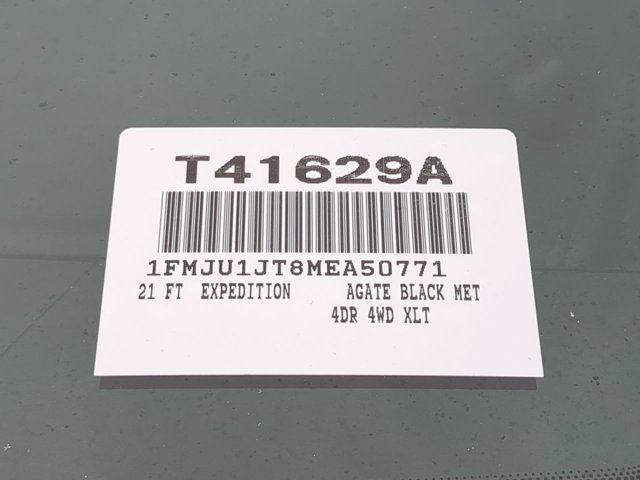 T41629A
1FMJU1JT8MEA50771
21 FT EXPEDITION AGATE BLACK MET
4DR 4WD XLT